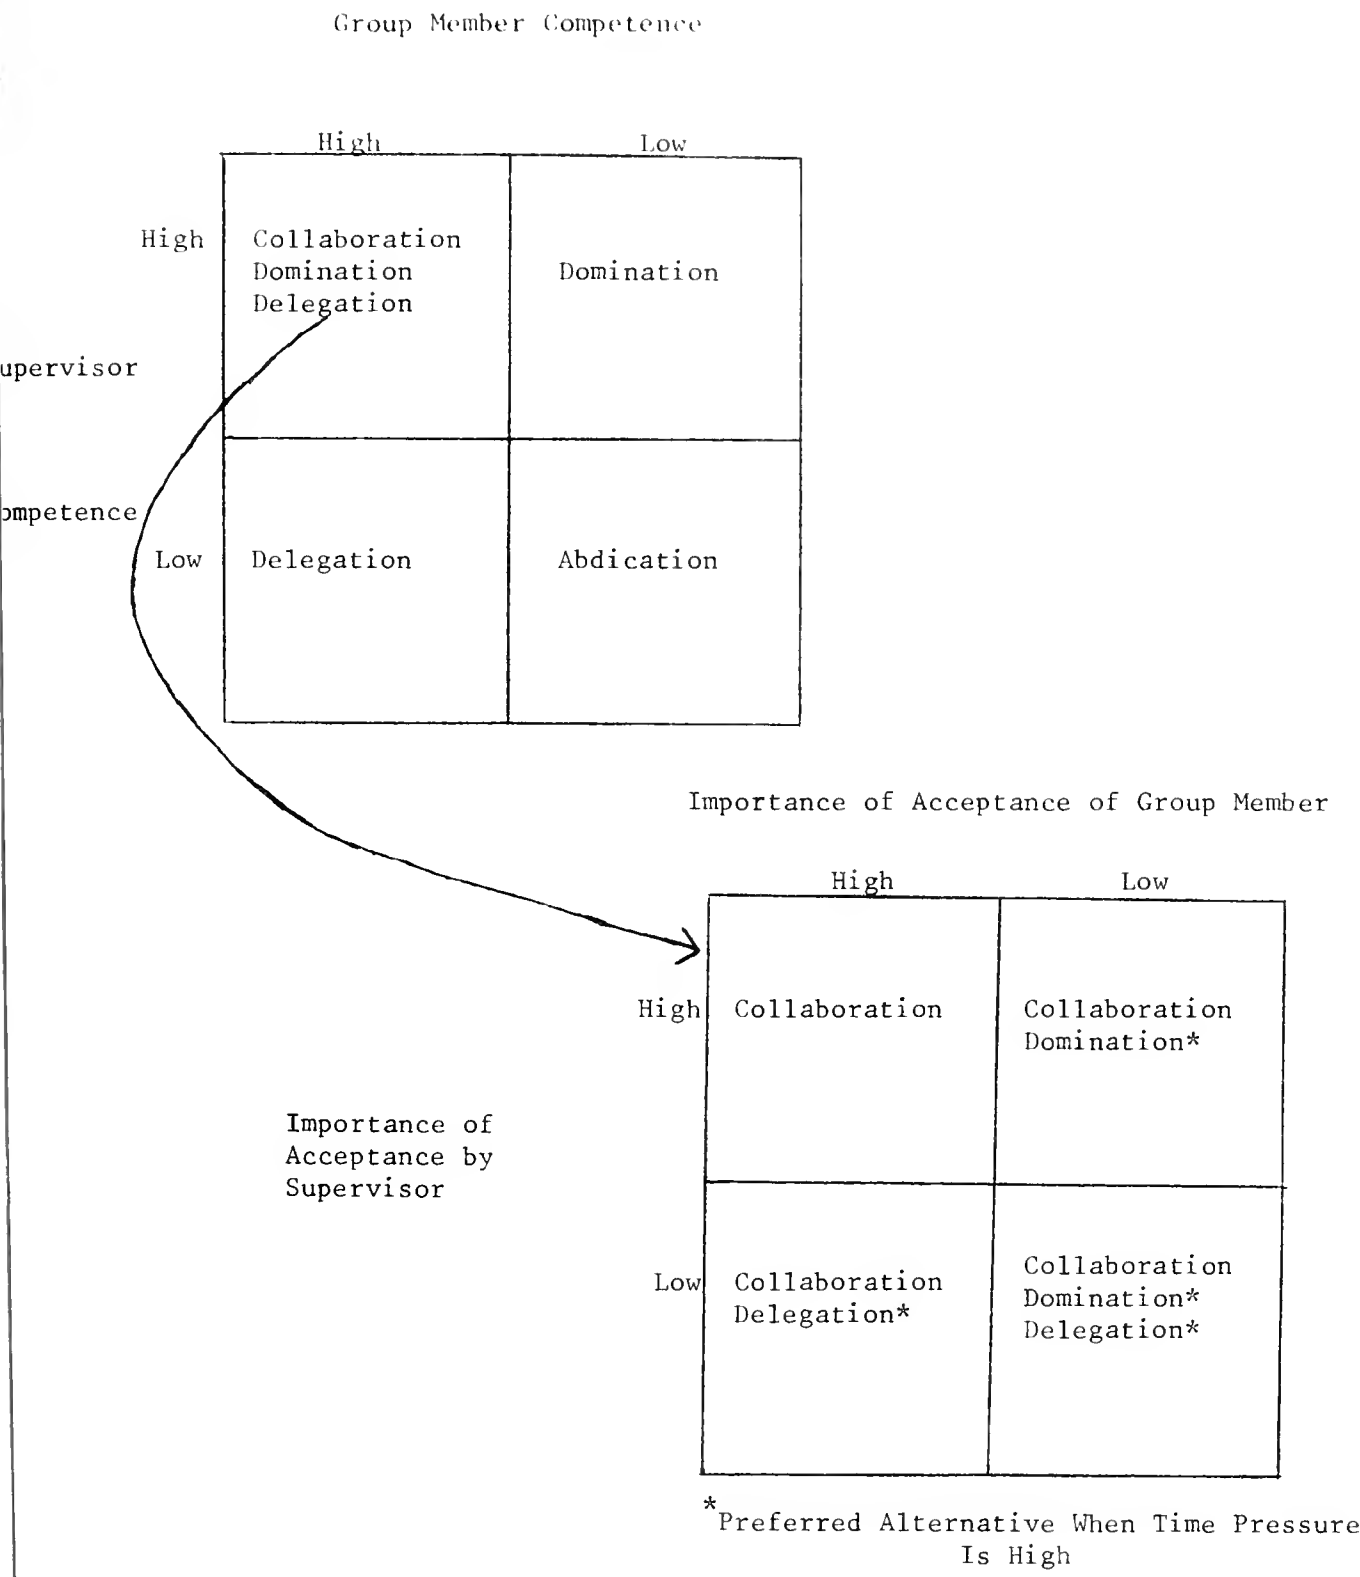 Group Member Competence
High Low
High Collaboration
Domination Domination
Delegation
upervisor
ompetence
Low Delegation Abdication
Importance of Acceptance of Group Member
High Low
High Collaboration Collaboration
Domination*
Importance of
Acceptance by
Supervisor
Low Collaboration Collaboration
Delegation* Domination*
Delegation*
*Preferred Alternative When Time Pressure
Is High